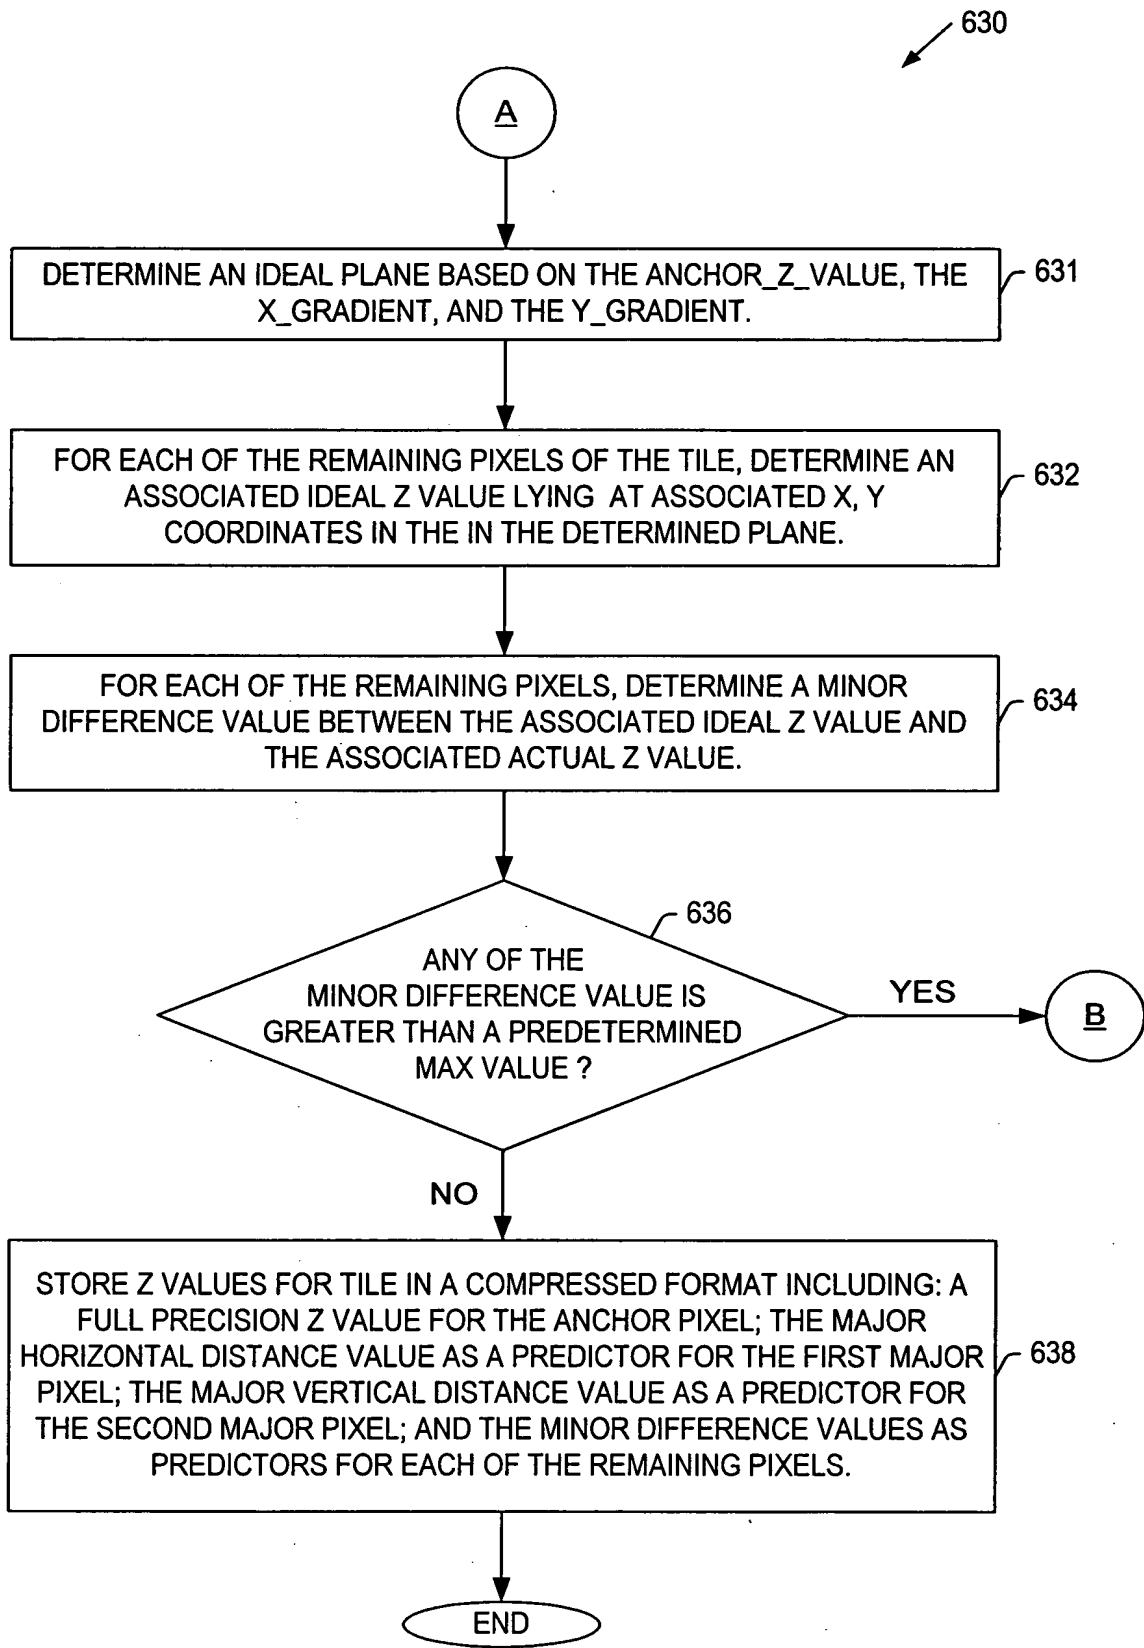 630
A
DETERMINE AN IDEAL PLANE BASED ON THE ANCHOR_Z_VALUE, THE
X_GRADIENT, AND THE Y_GRADIENT.
631
FOR EACH OF THE REMAINING PIXELS OF THE TILE, DETERMINE AN
ASSOCIATED IDEAL Z VALUE LYING AT ASSOCIATED X, Y
COORDINATES IN THE IN THE DETERMINED PLANE.
632
FOR EACH OF THE REMAINING PIXELS, DETERMINE A MINOR
DIFFERENCE VALUE BETWEEN THE ASSOCIATED IDEAL Z VALUE AND
THE ASSOCIATED ACTUAL Z VALUE.
634
636
ANY OF THE
MINOR DIFFERENCE VALUE IS
GREATER THAN A PREDETERMINED
MAX VALUE ?
YES
B
NO
STORE Z VALUES FOR TILE IN A COMPRESSED FORMAT INCLUDING: A
FULL PRECISION Z VALUE FOR THE ANCHOR PIXEL; THE MAJOR
HORIZONTAL DISTANCE VALUE AS A PREDICTOR FOR THE FIRST MAJOR
PIXEL; THE MAJOR VERTICAL DISTANCE VALUE AS A PREDICTOR FOR
THE SECOND MAJOR PIXEL; AND THE MINOR DIFFERENCE VALUES AS
PREDICTORS FOR EACH OF THE REMAINING PIXELS.
638
END